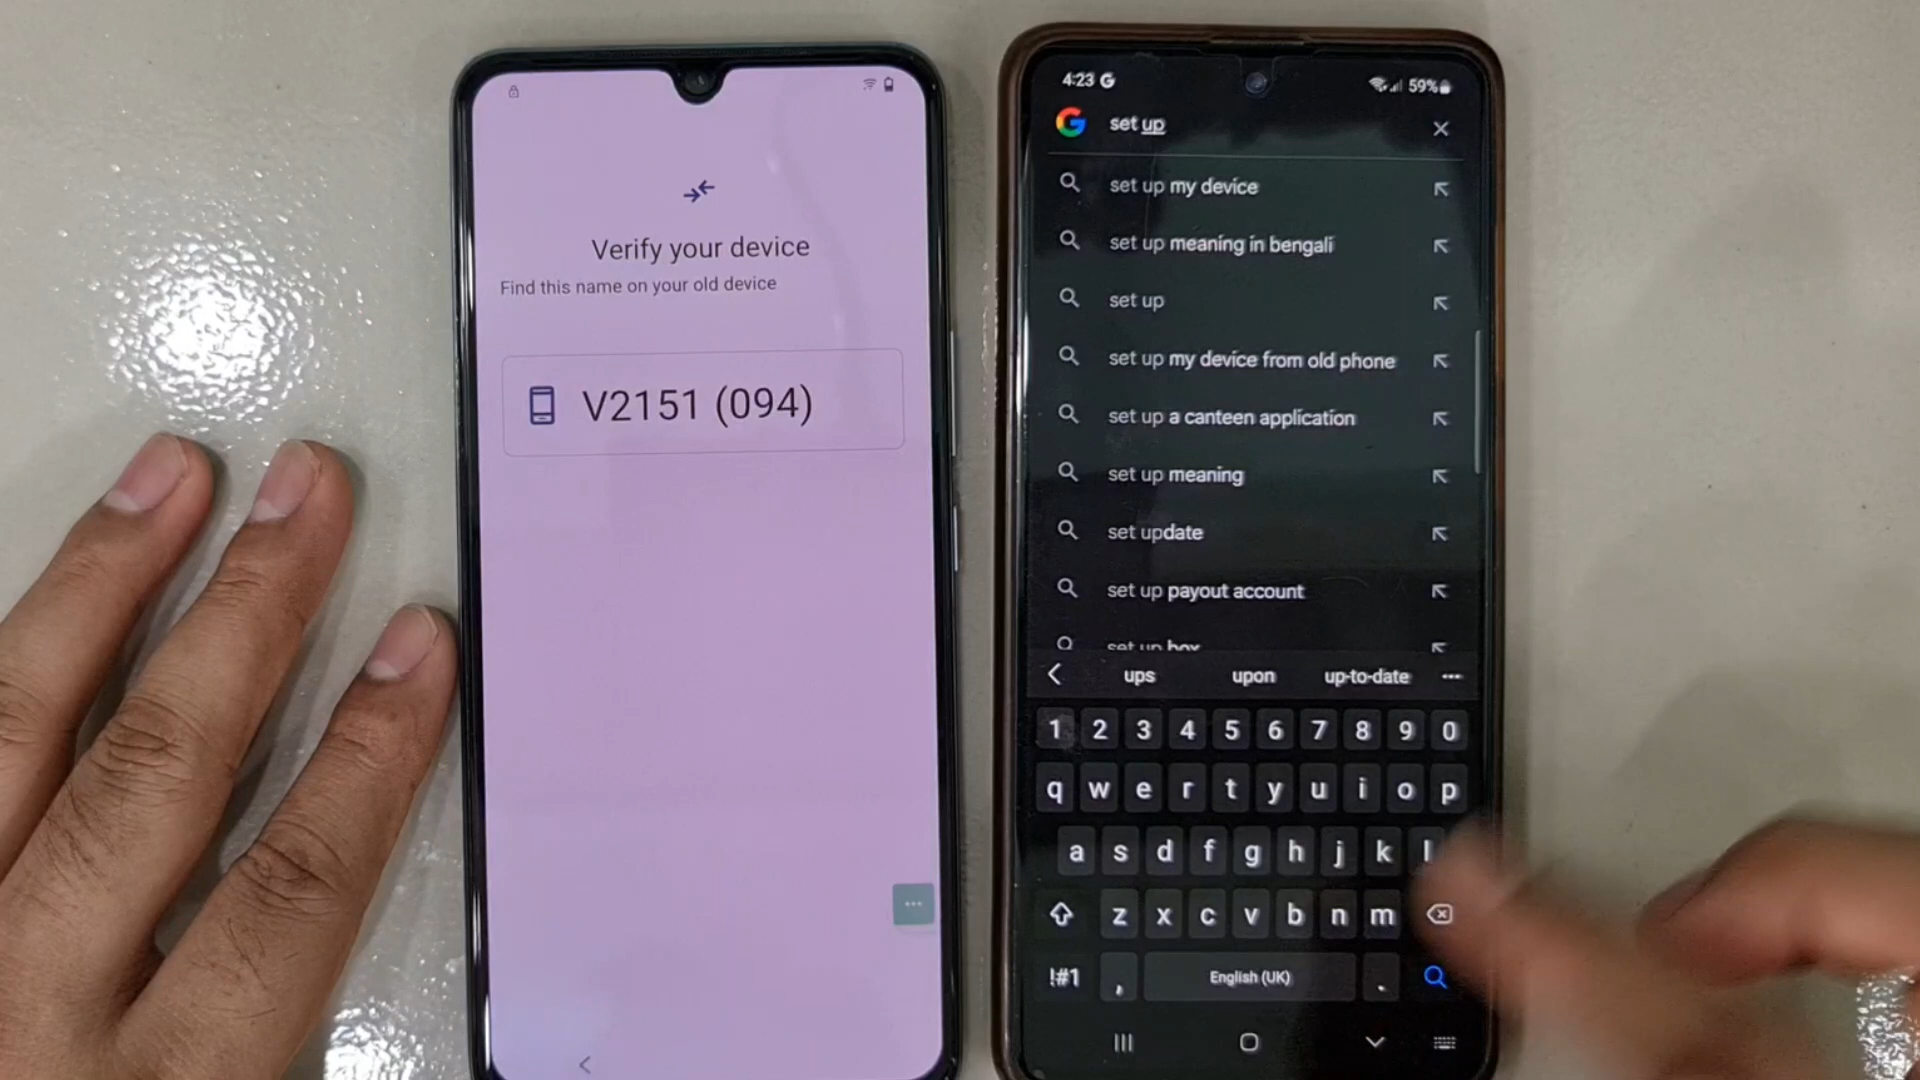 Verify your device
Find this name on your old device
V2151 (094)
4:23 G
59%
set up
set up my device
set up meaning in bengali
set up
set up my device from old phone
set up a canteen application
set up meaning
set update
set up payout account
set up box
ups upon up-to-date
1 2 3 4 5 6 7 8 9 0
q w e r t y u i o p
a s d f g h j k l
z x c v b n m
!#1 , English (UK) .